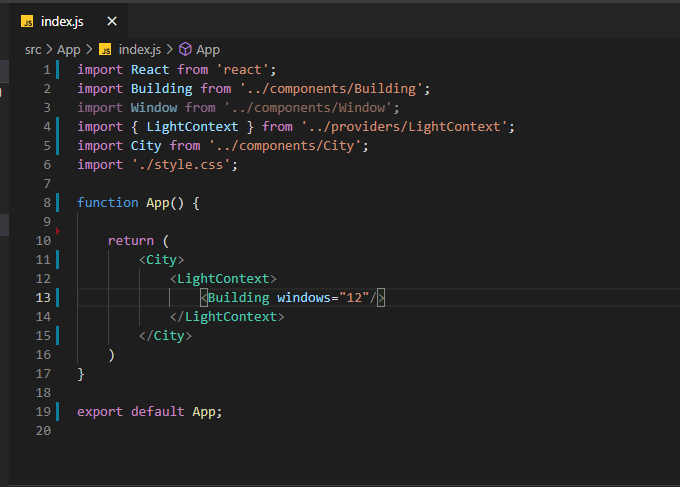 JS index.js ×
src > App > JS index.js > App
1 import React from 'react';
2 import Building from '../components/Building';
3 import Window from '../components/Window';
4 import { LightContext } from '../providers/LightContext';
5 import City from '../components/City';
6 import './style.css';
7
8 function App() {
9
10     return (
11         <City>
12             <LightContext>
13                 <Building windows="12"/>
14             </LightContext>
15         </City>
16     )
17 }
18
19 export default App;
20